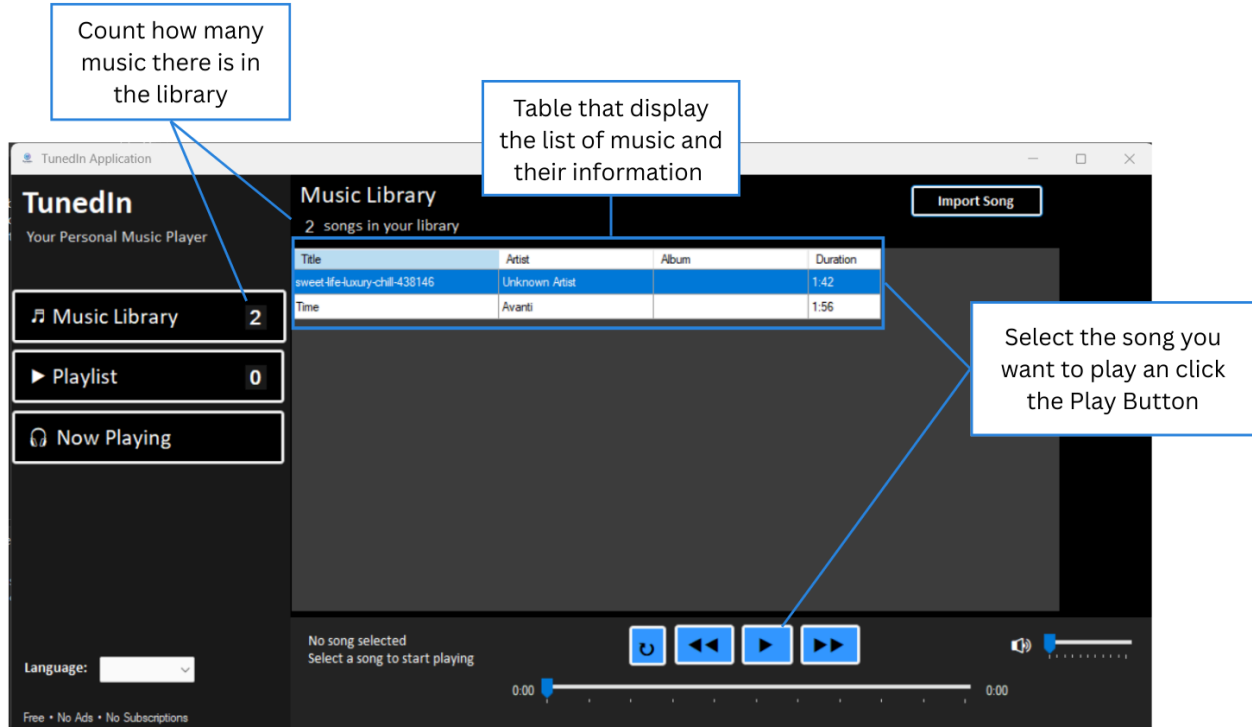 Count how many
music there is in
the library
Table that display
the list of music and
their information
TunedIn Application
TunedIn
Your Personal Music Player
Music Library
2 songs in your library
Import Song
Title Artist Album Duration
sweet-life-luxury-chill-438146 Unknown Artist 1:42
Time Avanti 1:56
Music Library 2
Playlist 0
Now Playing
Select the song you
want to play an click
the Play Button
No song selected
Select a song to start playing
0:00 0:00
Language:
Free • No Ads • No Subscriptions